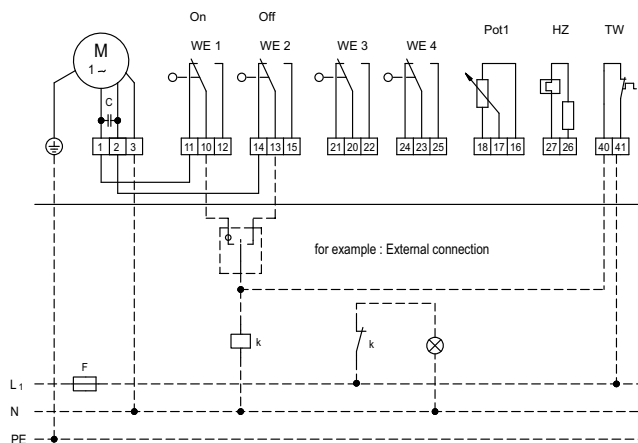 On Off
M
1 ~
WE 1 WE 2 WE 3 WE 4 Pot1 HZ TW
C
1 2 3 11 10 12 14 13 15 21 20 22 24 23 25 18 17 16 27 26 40 41
for example : External connection
k k
F
L1
N
PE